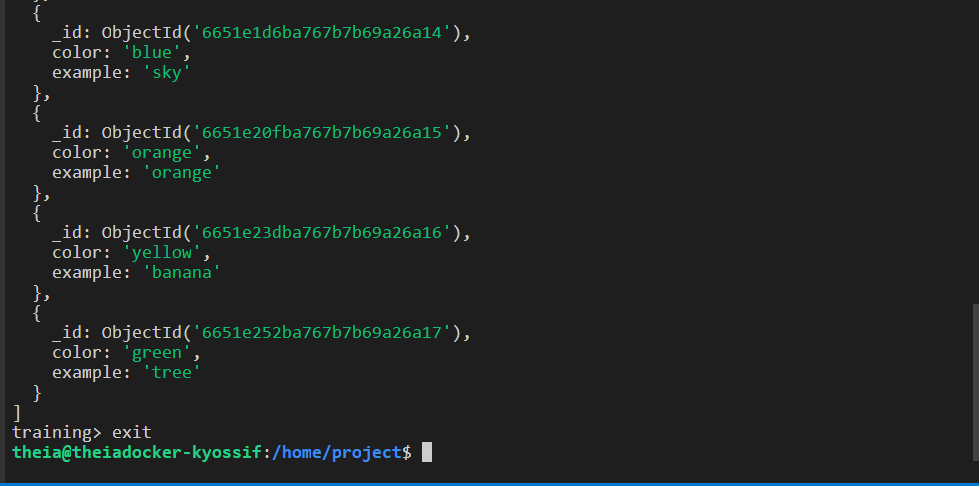 {
_id: ObjectId('6651e1d6ba767b7b69a26a14'),
color: 'blue',
example: 'sky'
},
{
_id: ObjectId('6651e20fba767b7b69a26a15'),
color: 'orange',
example: 'orange'
},
{
_id: ObjectId('6651e23dba767b7b69a26a16'),
color: 'yellow',
example: 'banana'
},
{
_id: ObjectId('6651e252ba767b7b69a26a17'),
color: 'green',
example: 'tree'
}
]
training> exit
theia@theiadocker-kyossif:/home/project$